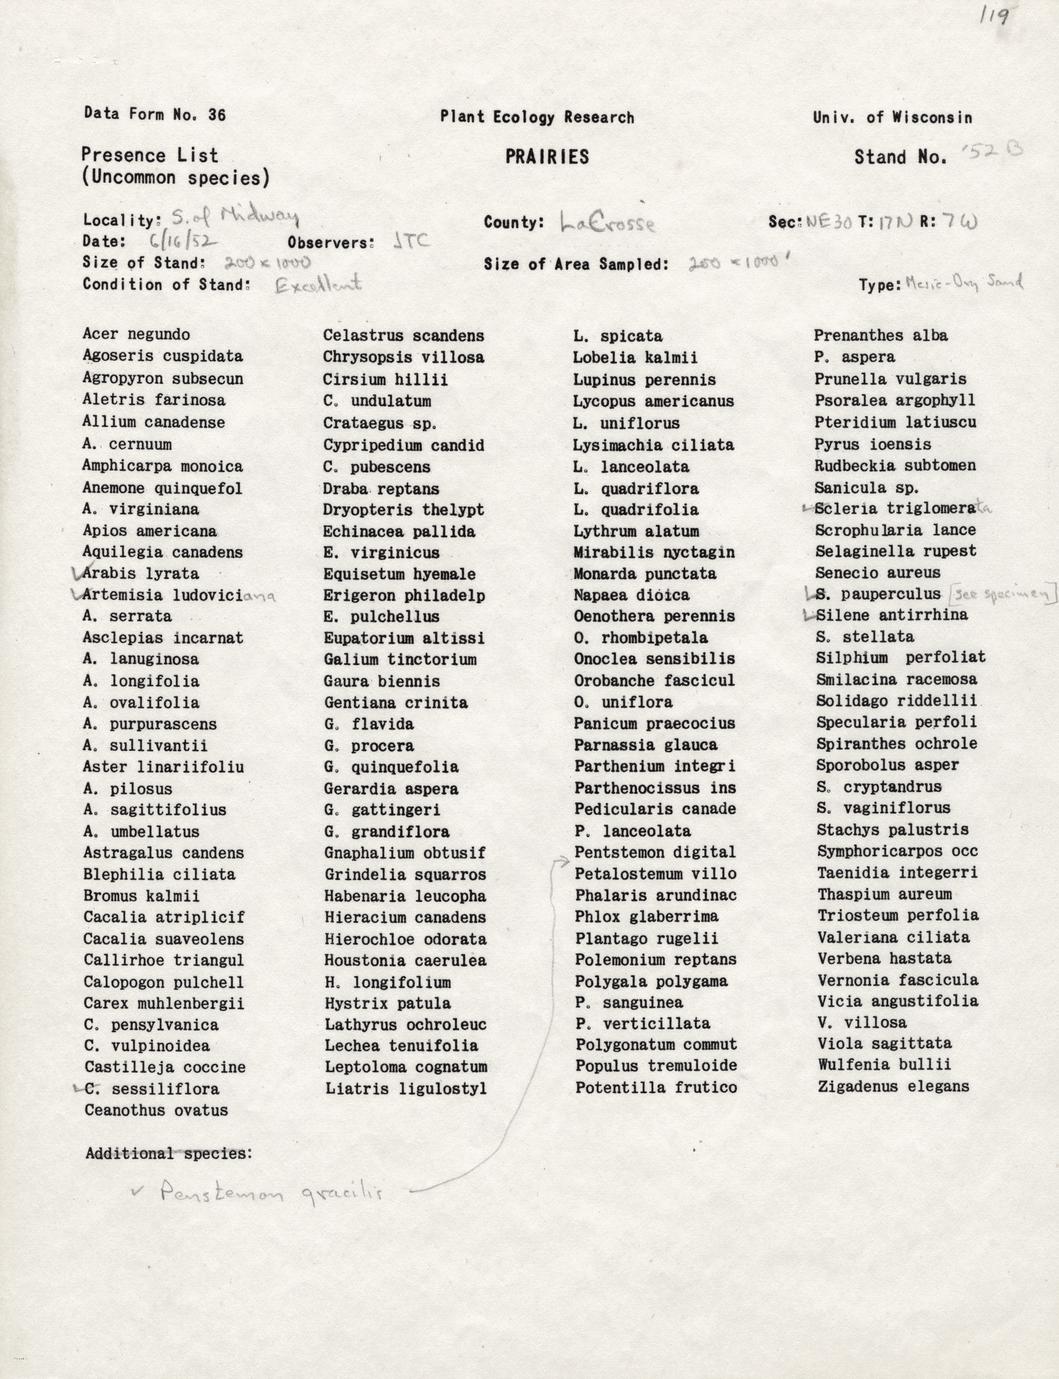 119
Data Form No. 36 Plant Ecology Research Univ. of Wisconsin
Presence List PRAIRIES Stand No. '52 B
(Uncommon species)
Locality: S. of Midway County: LaCrosse Sec: NE30 T: 17N R: 7W
Date: 6/16/52 Observers: JTC
Size of Stand: 200 x 1000 Size of Area Sampled: 200 x 1000'
Condition of Stand: Excellent Type: Mesic-Dry Sand
Acer negundo
Agoseris cuspidata
Agropyron subsecun
Aletris farinosa
Allium canadense
A. cernuum
Amphicarpa monoica
Anemone quinquefol
A. virginiana
Apios americana
Aquilegia canadens
✓Arabis lyrata
✓Artemisia ludoviciana
A. serrata
Asclepias incarnat
A. lanuginosa
A. longifolia
A. ovalifolia
A. purpurascens
A. sullivantii
Aster linariifoliu
A. pilosus
A. sagittifolius
A. umbellatus
Astragalus candens
Blephilia ciliata
Bromus kalmii
Cacalia atriplicif
Cacalia suaveolens
Callirhoe triangul
Calopogon pulchell
Carex muhlenbergii
C. pensylvanica
C. vulpinoidea
Castilleja coccine
✓C. sessiliflora
Ceanothus ovatus
Celastrus scandens
Chrysopsis villosa
Cirsium hillii
C. undulatum
Crataegus sp.
Cypripedium candid
C. pubescens
Draba reptans
Dryopteris thelypt
Echinacea pallida
E. virginicus
Equisetum hyemale
Erigeron philadelp
E. pulchellus
Eupatorium altissi
Galium tinctorium
Gaura biennis
Gentiana crinita
G. flavida
G. procera
G. quinquefolia
Gerardia aspera
G. gattingeri
G. grandiflora
Gnaphalium obtusif
Grindelia squarros
Habenaria leucopha
Hieracium canadens
Hierochloe odorata
Houstonia caerulea
H. longifolium
Hystrix patula
Lathyrus ochroleuc
Lechea tenuifolia
Leptoloma cognatum
Liatris ligulostyl
L. spicata
Lobelia kalmii
Lupinus perennis
Lycopus americanus
L. uniflorus
Lysimachia ciliata
L. lanceolata
L. quadriflora
L. quadrifolia
Lythrum alatum
Mirabilis nyctagin
Monarda punctata
Napaea dioica
Oenothera perennis
O. rhombipetala
Onoclea sensibilis
Orobanche fascicul
O. uniflora
Panicum praecocius
Parnassia glauca
Parthenium integri
Parthenocissus ins
Pedicularis canade
P. lanceolata
Pentstemon digital
Petalostemum villo
Phalaris arundinac
Phlox glaberrima
Plantago rugelii
Polemonium reptans
Polygala polygama
P. sanguinea
P. verticillata
Polygonatum commut
Populus tremuloide
Potentilla frutico
Prenanthes alba
P. aspera
Prunella vulgaris
Psoralea argophyll
Pteridium latiuscu
Pyrus ioensis
Rudbeckia subtomen
Sanicula sp.
✓Scleria triglomerata
Scrophularia lance
Selaginella rupest
Senecio aureus
✓S. pauperculus [see specimen]
✓Silene antirrhina
S. stellata
Silphium perfoliat
Smilacina racemosa
Solidago riddellii
Specularia perfoli
Spiranthes ochrole
Sporobolus asper
S. cryptandrus
S. vaginiflorus
Stachys palustris
Symphoricarpos occ
Taenidia integerri
Thaspium aureum
Triosteum perfolia
Valeriana ciliata
Verbena hastata
Vernonia fascicula
Vicia angustifolia
V. villosa
Viola sagittata
Wulfenia bullii
Zigadenus elegans
Additional species:
✓ Penstemon gracilis